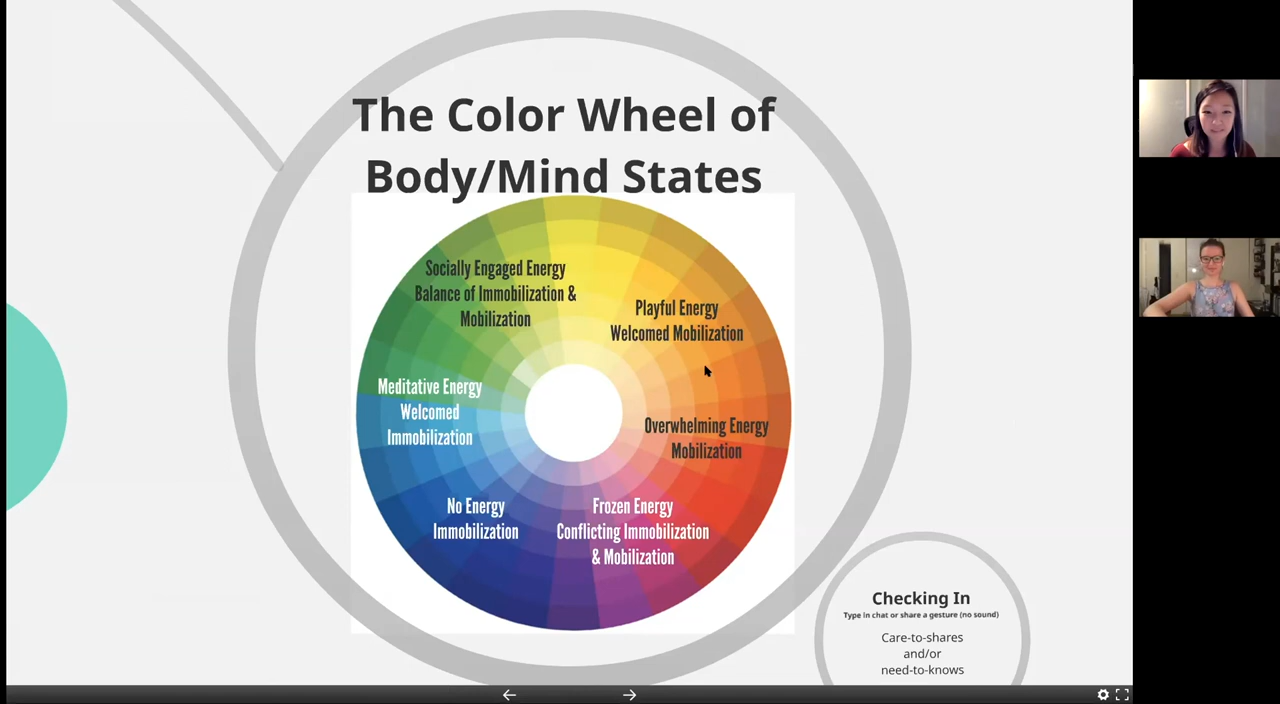 The Color Wheel of
Body/Mind States
Socially Engaged Energy
Balance of Immobilization &
Mobilization
Playful Energy
Welcomed Mobilization
Meditative Energy
Welcomed
Immobilization
Overwhelming Energy
Mobilization
No Energy
Immobilization
Frozen Energy
Conflicting Immobilization
& Mobilization
Checking In
Type in chat or share a gesture (no sound)
Care-to-shares
and/or
need-to-knows